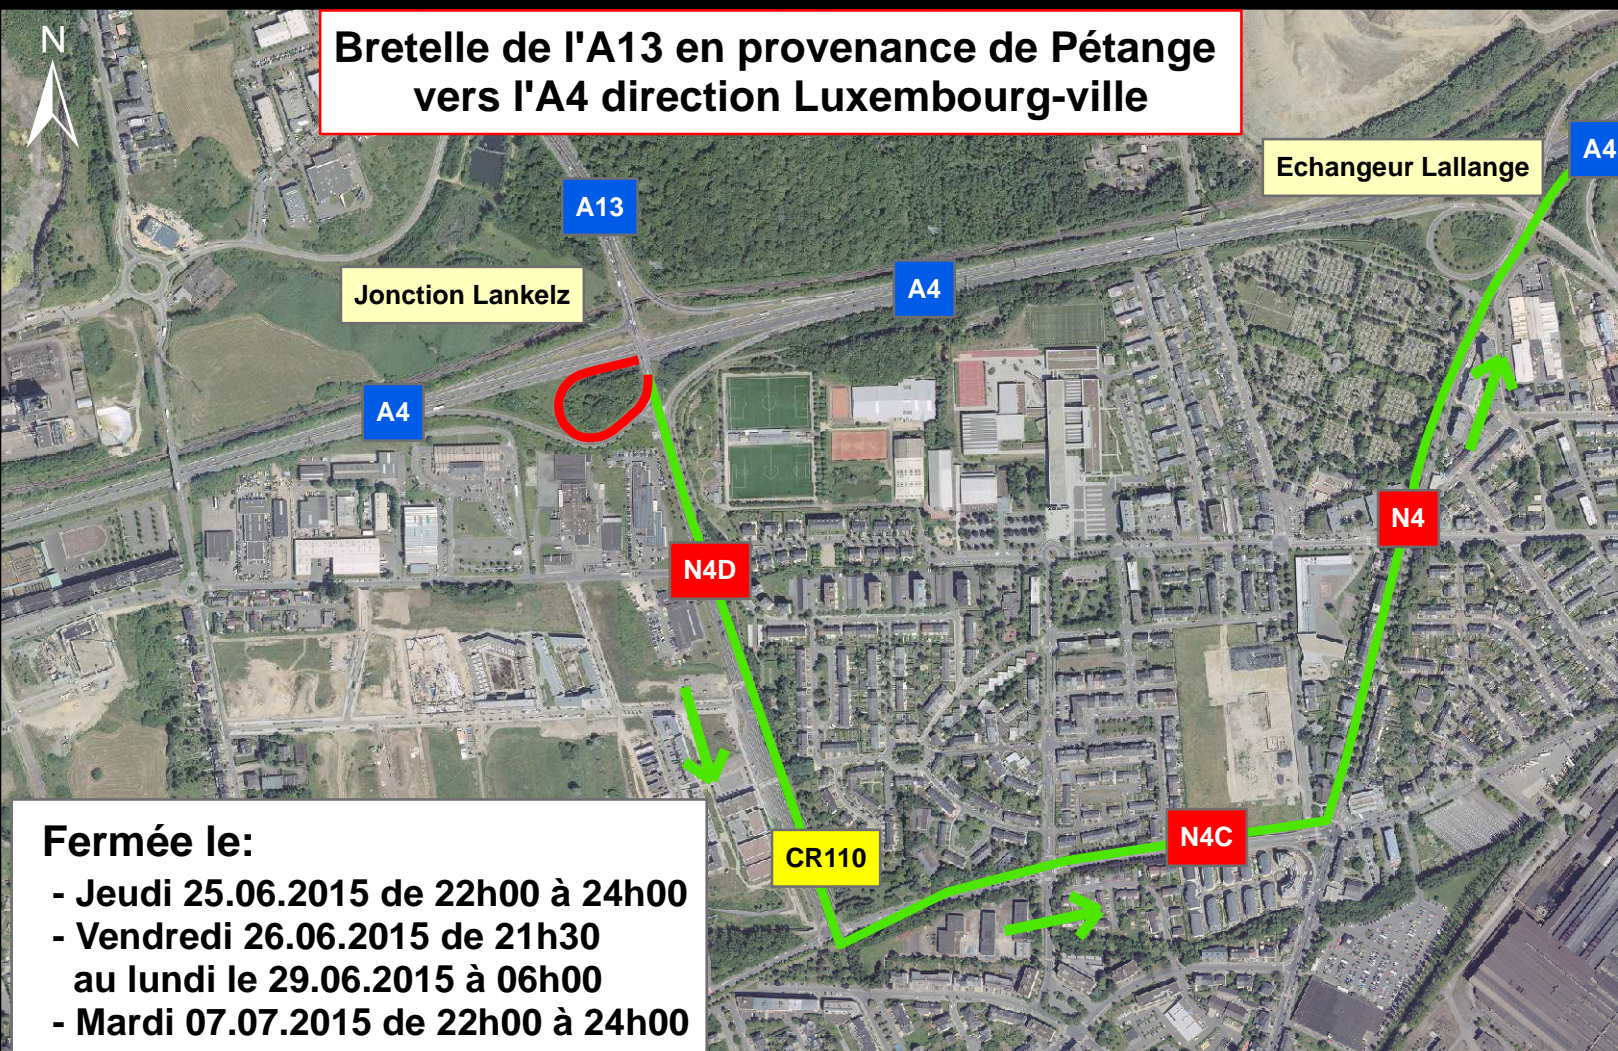 N
Bretelle de l'A13 en provenance de Pétange
vers l'A4 direction Luxembourg-ville
A4
Echangeur Lallange
A13
Jonction Lankelz
A4
A4
N4
N4D
N4C
CR110
Fermée le:
- Jeudi 25.06.2015 de 22h00 à 24h00
- Vendredi 26.06.2015 de 21h30
au lundi le 29.06.2015 à 06h00
- Mardi 07.07.2015 de 22h00 à 24h00